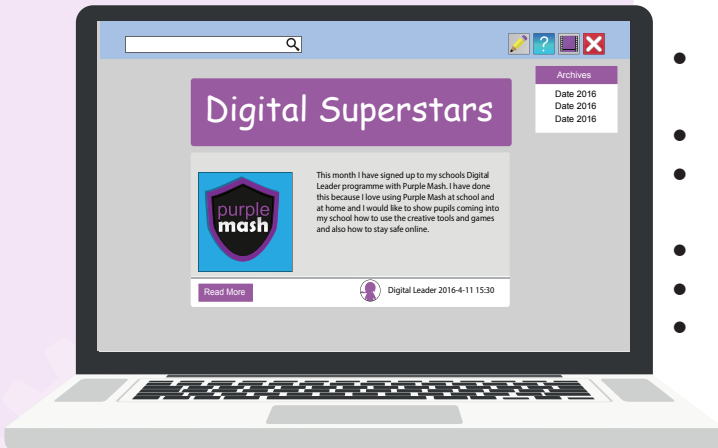 Archives
Date 2016
Date 2016
Date 2016
Digital Superstars
purple
mash
This month I have signed up to my schools Digital
Leader programme with Purple Mash. I have done
this because I love using Purple Mash at school and
at home and I would like to show pupils coming into
my school how to use the creative tools and games
and also how to stay safe online.
Read More
Digital Leader 2016-4-11 15:30